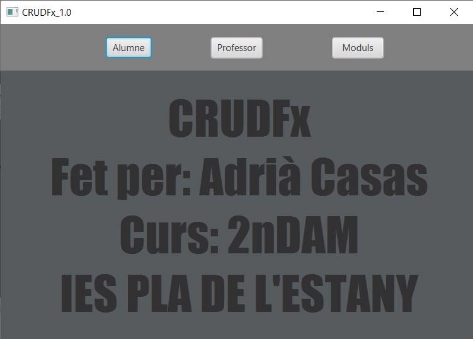 CRUDFx_1.0
Alumne Professor Moduls
CRUDFx
Fet per: Adrià Casas
Curs: 2nDAM
IES PLA DE L'ESTANY